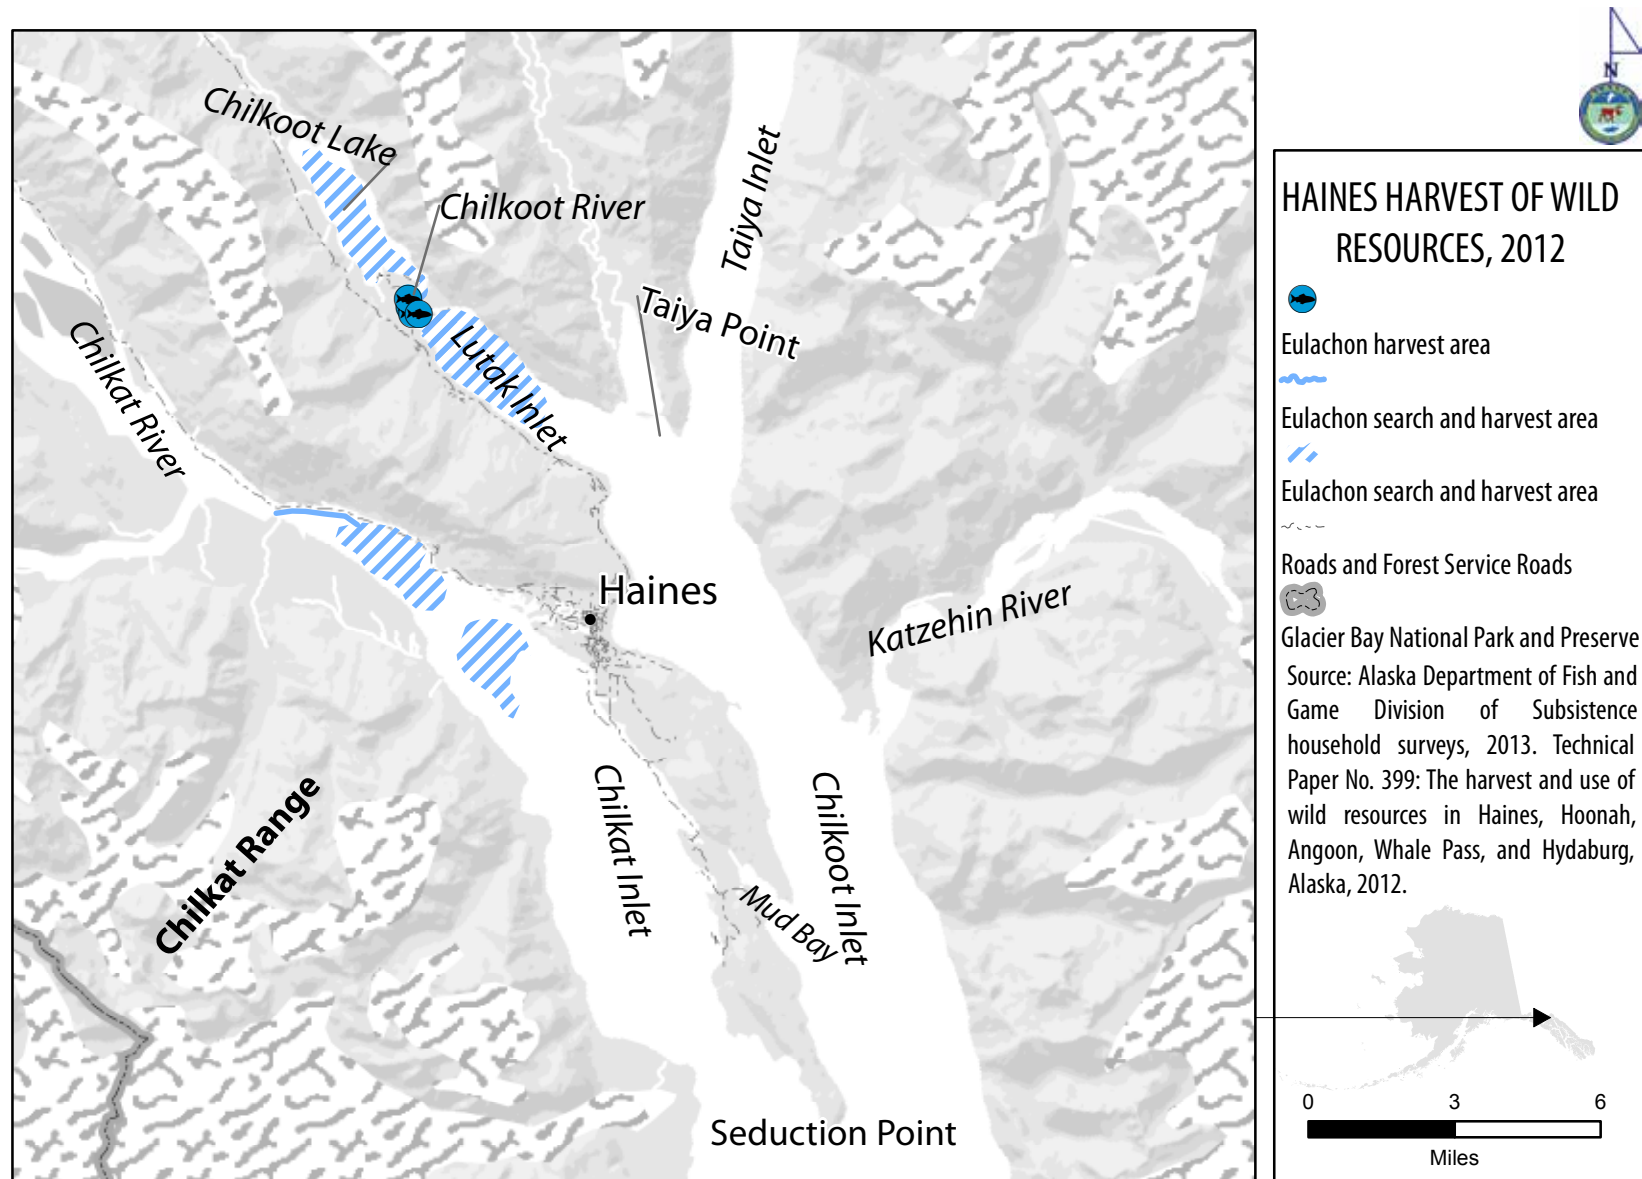 Chilkoot Lake
Chilkoot River
Taiya Inlet
Taiya Point
Lutak Inlet
Chilkat River
Haines
Katzehin River
Chilkat Range
Chilkat Inlet
Chilkoot Inlet
Mud Bay
Seduction Point
N
HAINES HARVEST OF WILD
RESOURCES, 2012
Eulachon harvest area
Eulachon search and harvest area
Eulachon search and harvest area
Roads and Forest Service Roads
Glacier Bay National Park and Preserve
Source: Alaska Department of Fish and
Game Division of Subsistence
household surveys, 2013. Technical
Paper No. 399: The harvest and use of
wild resources in Haines, Hoonah,
Angoon, Whale Pass, and Hydaburg,
Alaska, 2012.
0 3 6
Miles